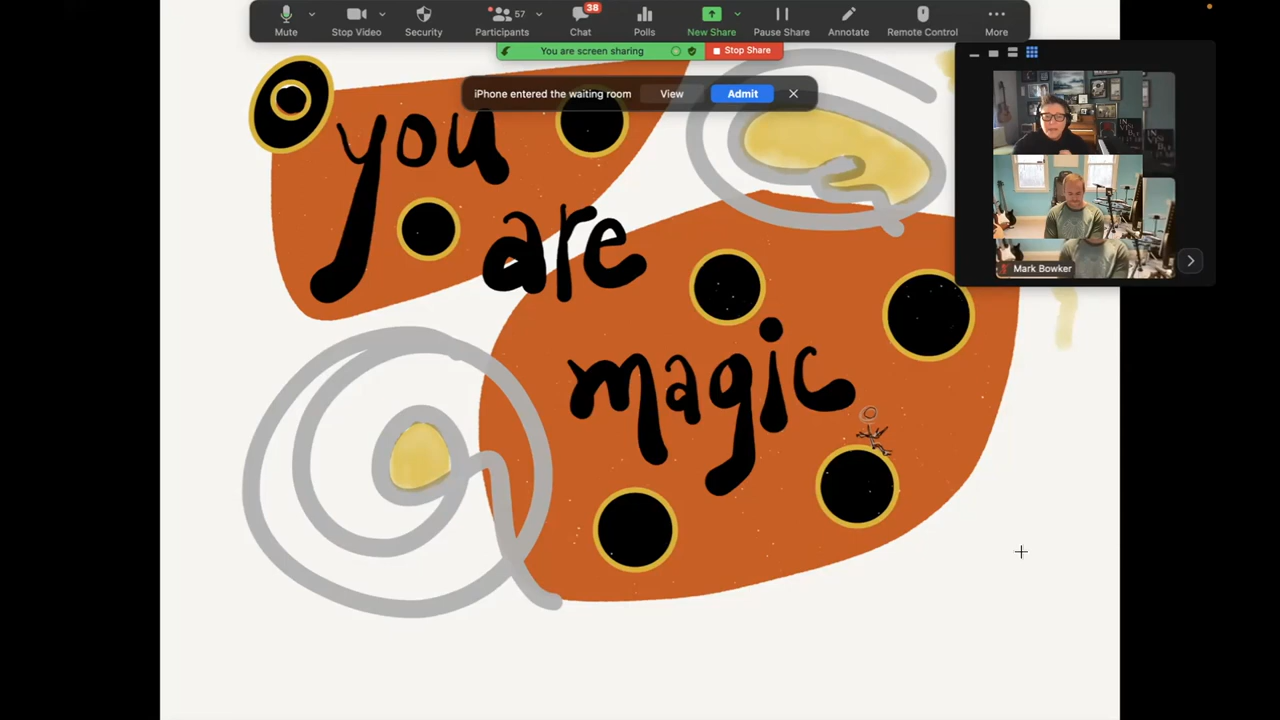 57
38
Mute
Stop Video
Security
Participants
Chat
Polls
New Share
Pause Share
Annotate
Remote Control
More
You are screen sharing
Stop Share
iPhone entered the waiting room
View
Admit
you
are
magic
Mark Bowker